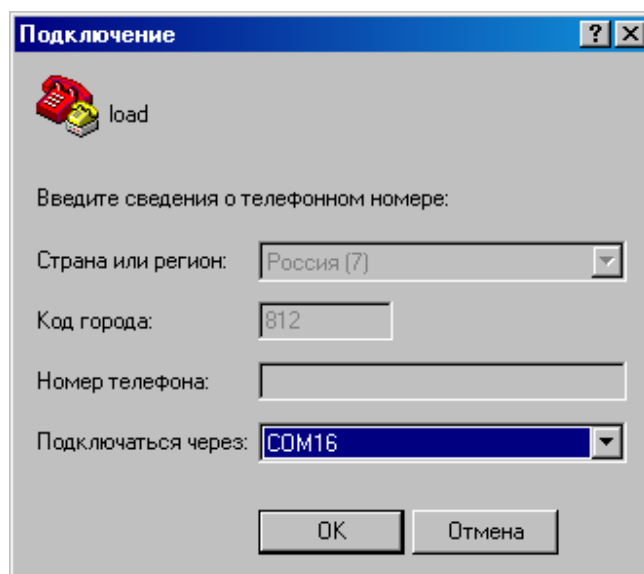 Подключение
load
Введите сведения о телефонном номере:
Страна или регион: Россия (7)
Код города: 812
Номер телефона:
Подключаться через: COM16
OK Отмена